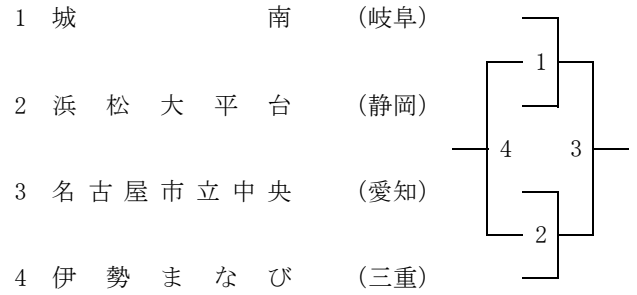 1 城南 (岐阜)
1
2 浜松大平台 (静岡)
4 3
3 名古屋市立中央 (愛知)
2
4 伊勢まなび (三重)